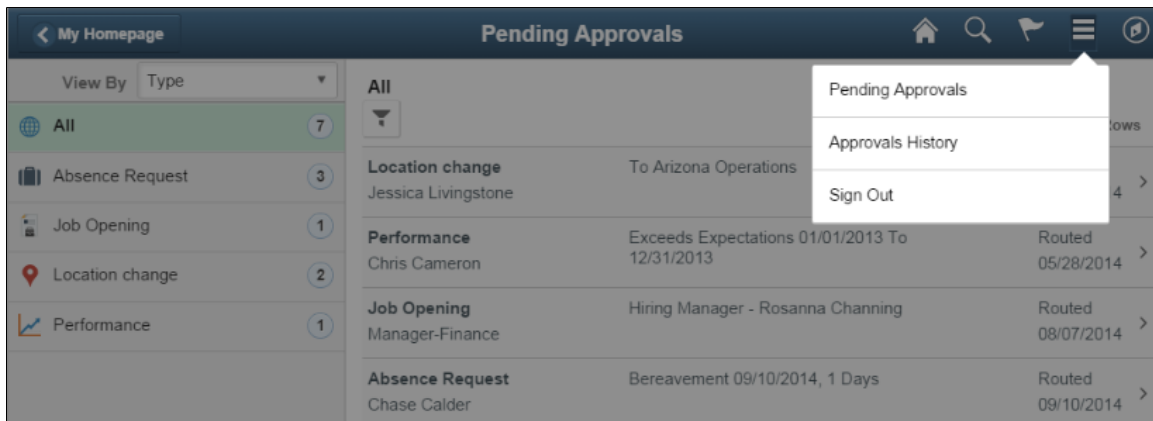 My Homepage
Pending Approvals
View By Type
All 7
Absence Request 3
Job Opening 1
Location change 2
Performance 1
All
Pending Approvals
Approvals History
Sign Out
Location change To Arizona Operations
Jessica Livingstone 4
Performance Exceeds Expectations 01/01/2013 To Routed
Chris Cameron 12/31/2013 05/28/2014
Job Opening Hiring Manager - Rosanna Channing Routed
Manager-Finance 08/07/2014
Absence Request Bereavement 09/10/2014, 1 Days Routed
Chase Calder 09/10/2014